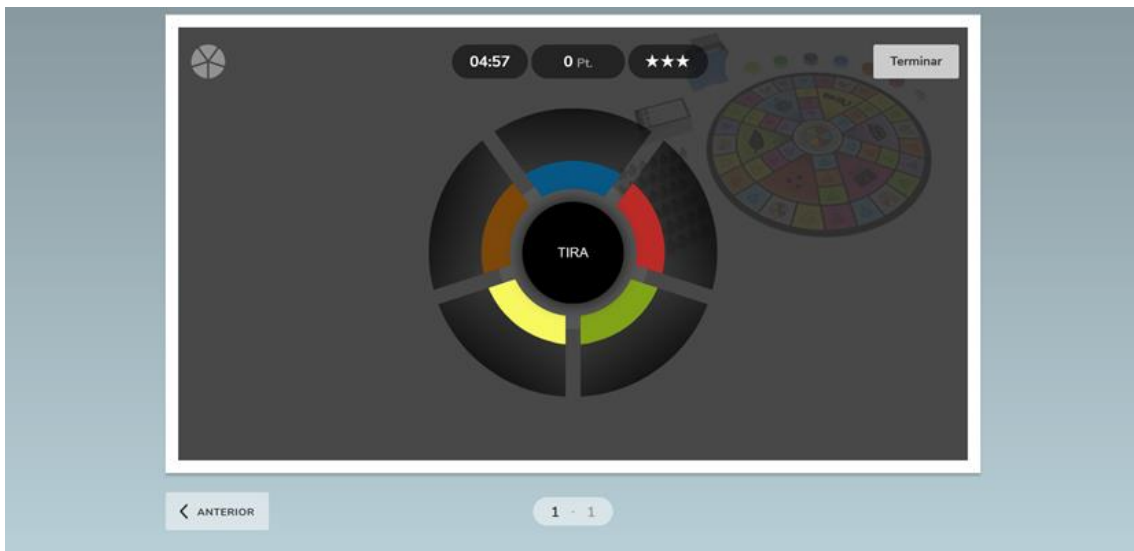 04:57 0 Pt. ★★★ Terminar
TIRA
ANTERIOR 1 · 1